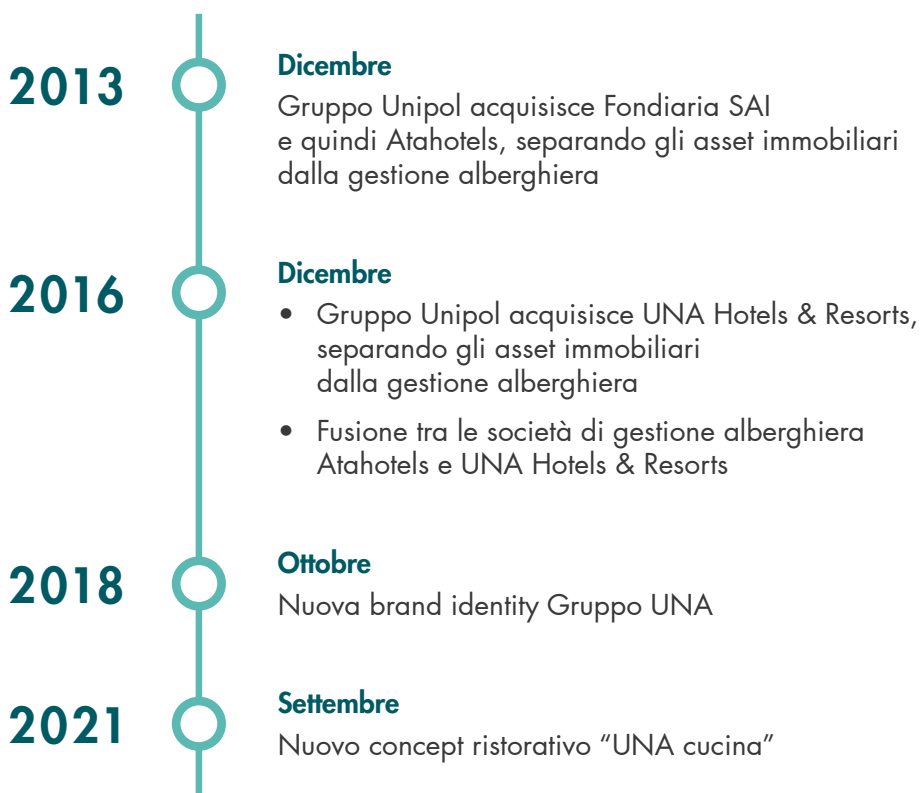 2013
Dicembre
Gruppo Unipol acquisisce Fondiaria SAI
e quindi Atahotels, separando gli asset immobiliari
dalla gestione alberghiera
2016
Dicembre
• Gruppo Unipol acquisisce UNA Hotels & Resorts,
separando gli asset immobiliari
dalla gestione alberghiera
• Fusione tra le società di gestione alberghiera
Atahotels e UNA Hotels & Resorts
2018
Ottobre
Nuova brand identity Gruppo UNA
2021
Settembre
Nuovo concept ristorativo “UNA cucina”